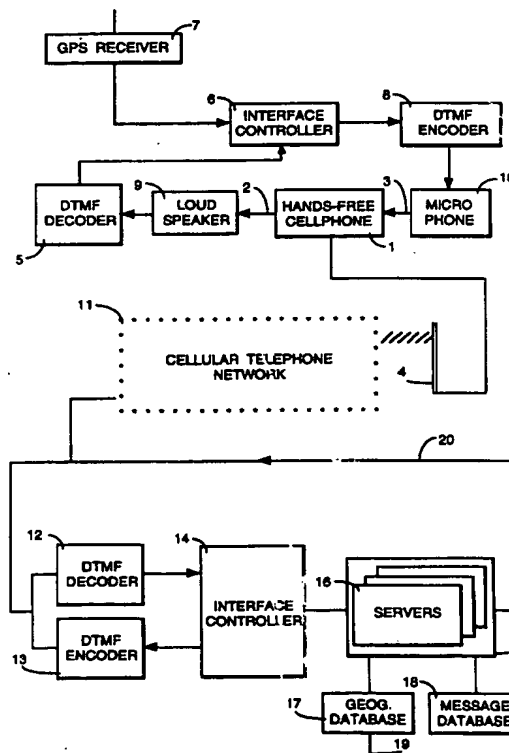 7
GPS RECEIVER
6
8
INTERFACE
CONTROLLER
DTMF
ENCODER
9
2
3
10
DTMF
DECODER
LOUD
SPEAKER
HANDS-FREE
CELLPHONE
MICRO
PHONE
5
1
11
CELLULAR TELEPHONE
NETWORK
4
20
12
14
DTMF
DECODER
16
SERVERS
INTERFACE
CONTROLLER
DTMF
ENCODER
13
17
GEOG.
DATABASE
18
MESSAGE
DATABASE
19